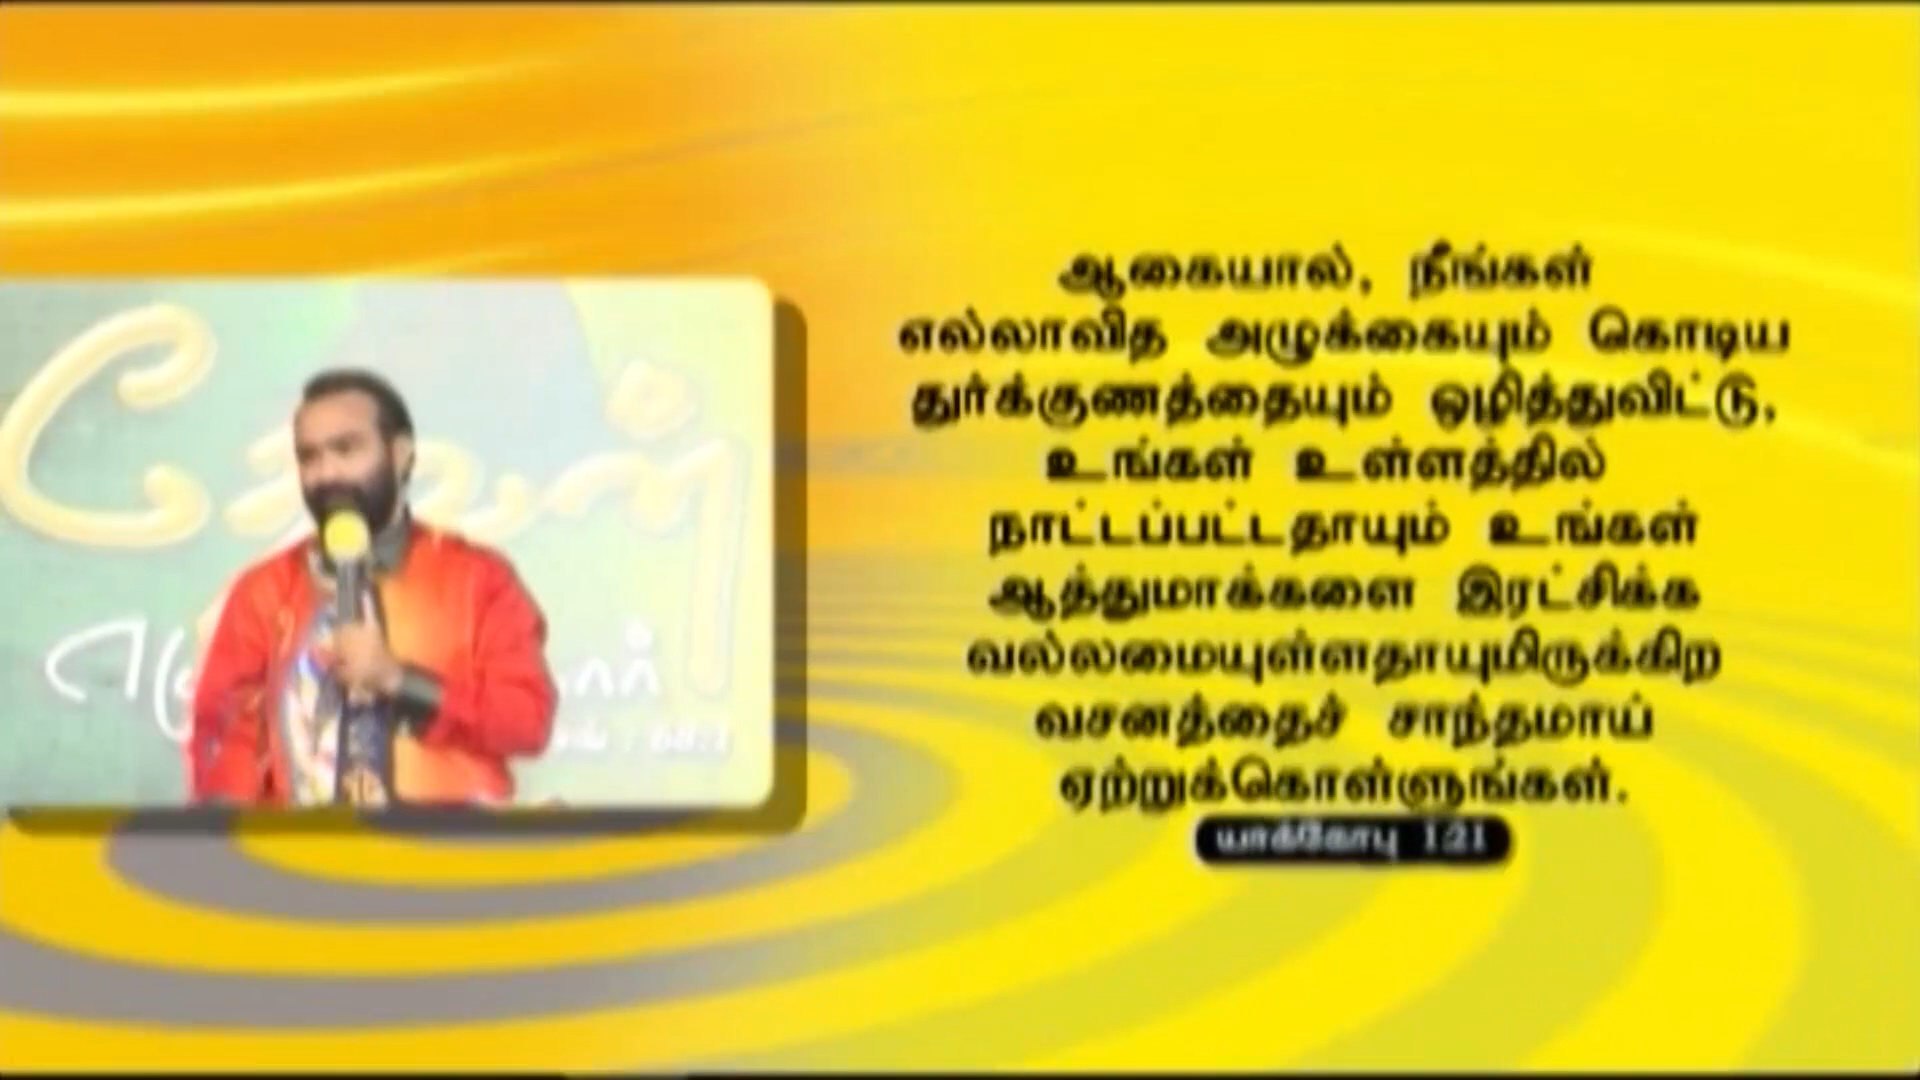 தேவன்
ஆகையால், நீங்கள்
எல்லாவித அழுக்கையும் கொடிய
துர்க்குணத்தையும் ஒழித்துவிட்டு,
உங்கள் உள்ளத்தில்
நாட்டப்பட்டதாயும் உங்கள்
ஆத்துமாக்களை இரட்சிக்க
வல்லமையுள்ளதாயுமிருக்கிற
வசனத்தைச் சாந்தமாய்
ஏற்றுக்கொள்ளுங்கள்.
யாக்கோபு 1:21